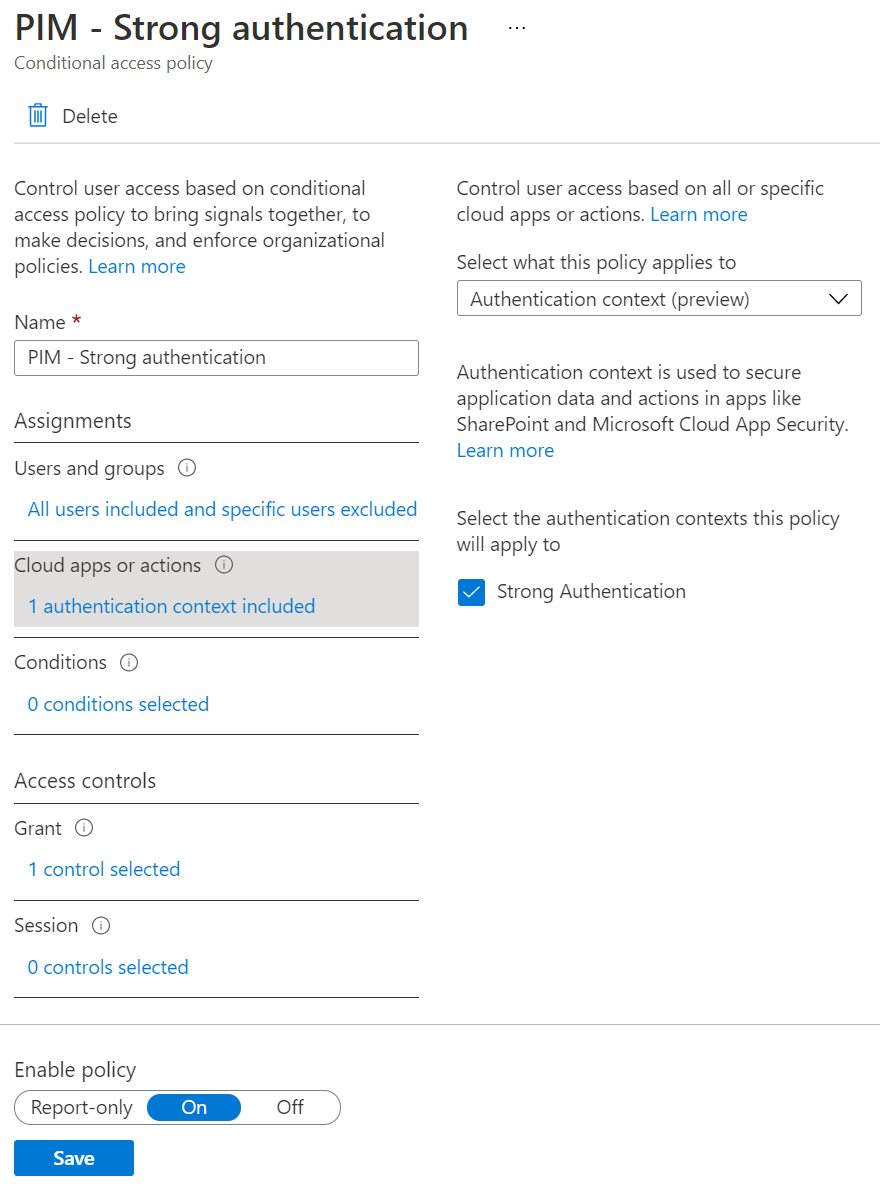 PIM - Strong authentication ...
Conditional access policy
Delete
Control user access based on conditional
access policy to bring signals together, to
make decisions, and enforce organizational
policies. Learn more
Name *
PIM - Strong authentication
Assignments
Users and groups
All users included and specific users excluded
Cloud apps or actions
1 authentication context included
Conditions
0 conditions selected
Access controls
Grant
1 control selected
Session
0 controls selected
Control user access based on all or specific
cloud apps or actions. Learn more
Select what this policy applies to
Authentication context (preview)
Authentication context is used to secure
application data and actions in apps like
SharePoint and Microsoft Cloud App Security.
Learn more
Select the authentication contexts this policy
will apply to
Strong Authentication
Enable policy
Report-only On Off
Save